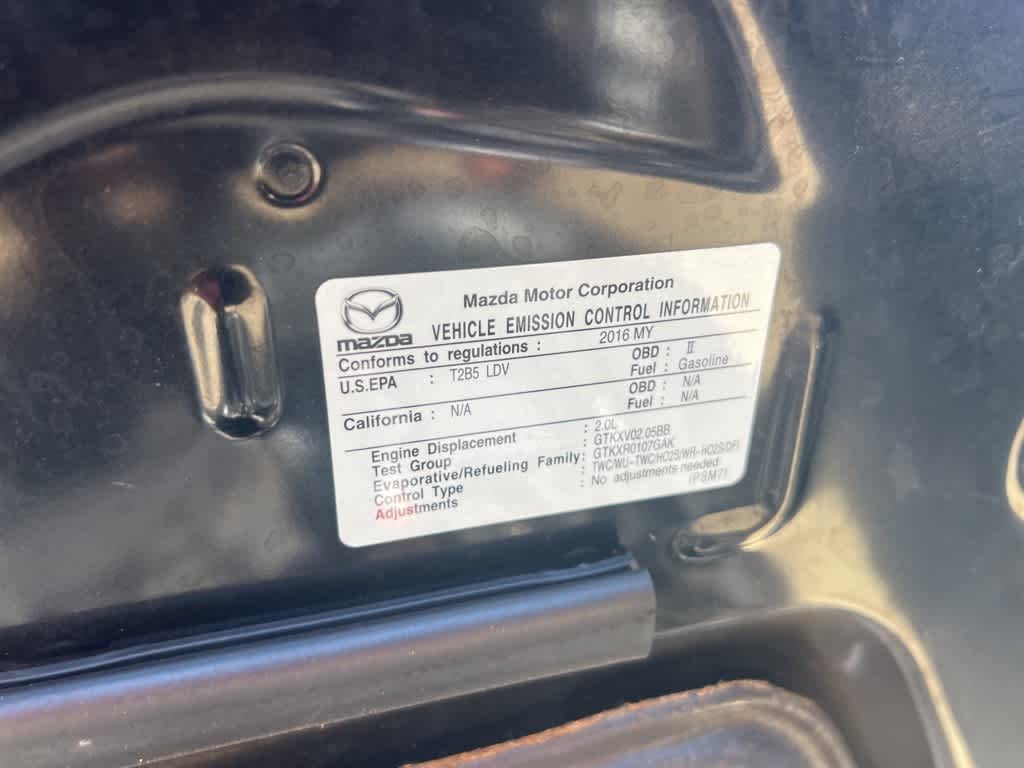 mazda
Mazda Motor Corporation
VEHICLE EMISSION CONTROL INFORMATION
Conforms to regulations : 2016 MY
U.S.EPA : T2B5 LDV OBD : II
Fuel : Gasoline
California : N/A OBD : N/A
Fuel : N/A
Engine Displacement : 2.0L
Test Group : GTKXV02.05BB
Evaporative/Refueling Family: GTKXR0107GAK
Control Type : TWC/WU-TWC/HO2S/WR-HO2S/DFI
Adjustments : No adjustments needed.